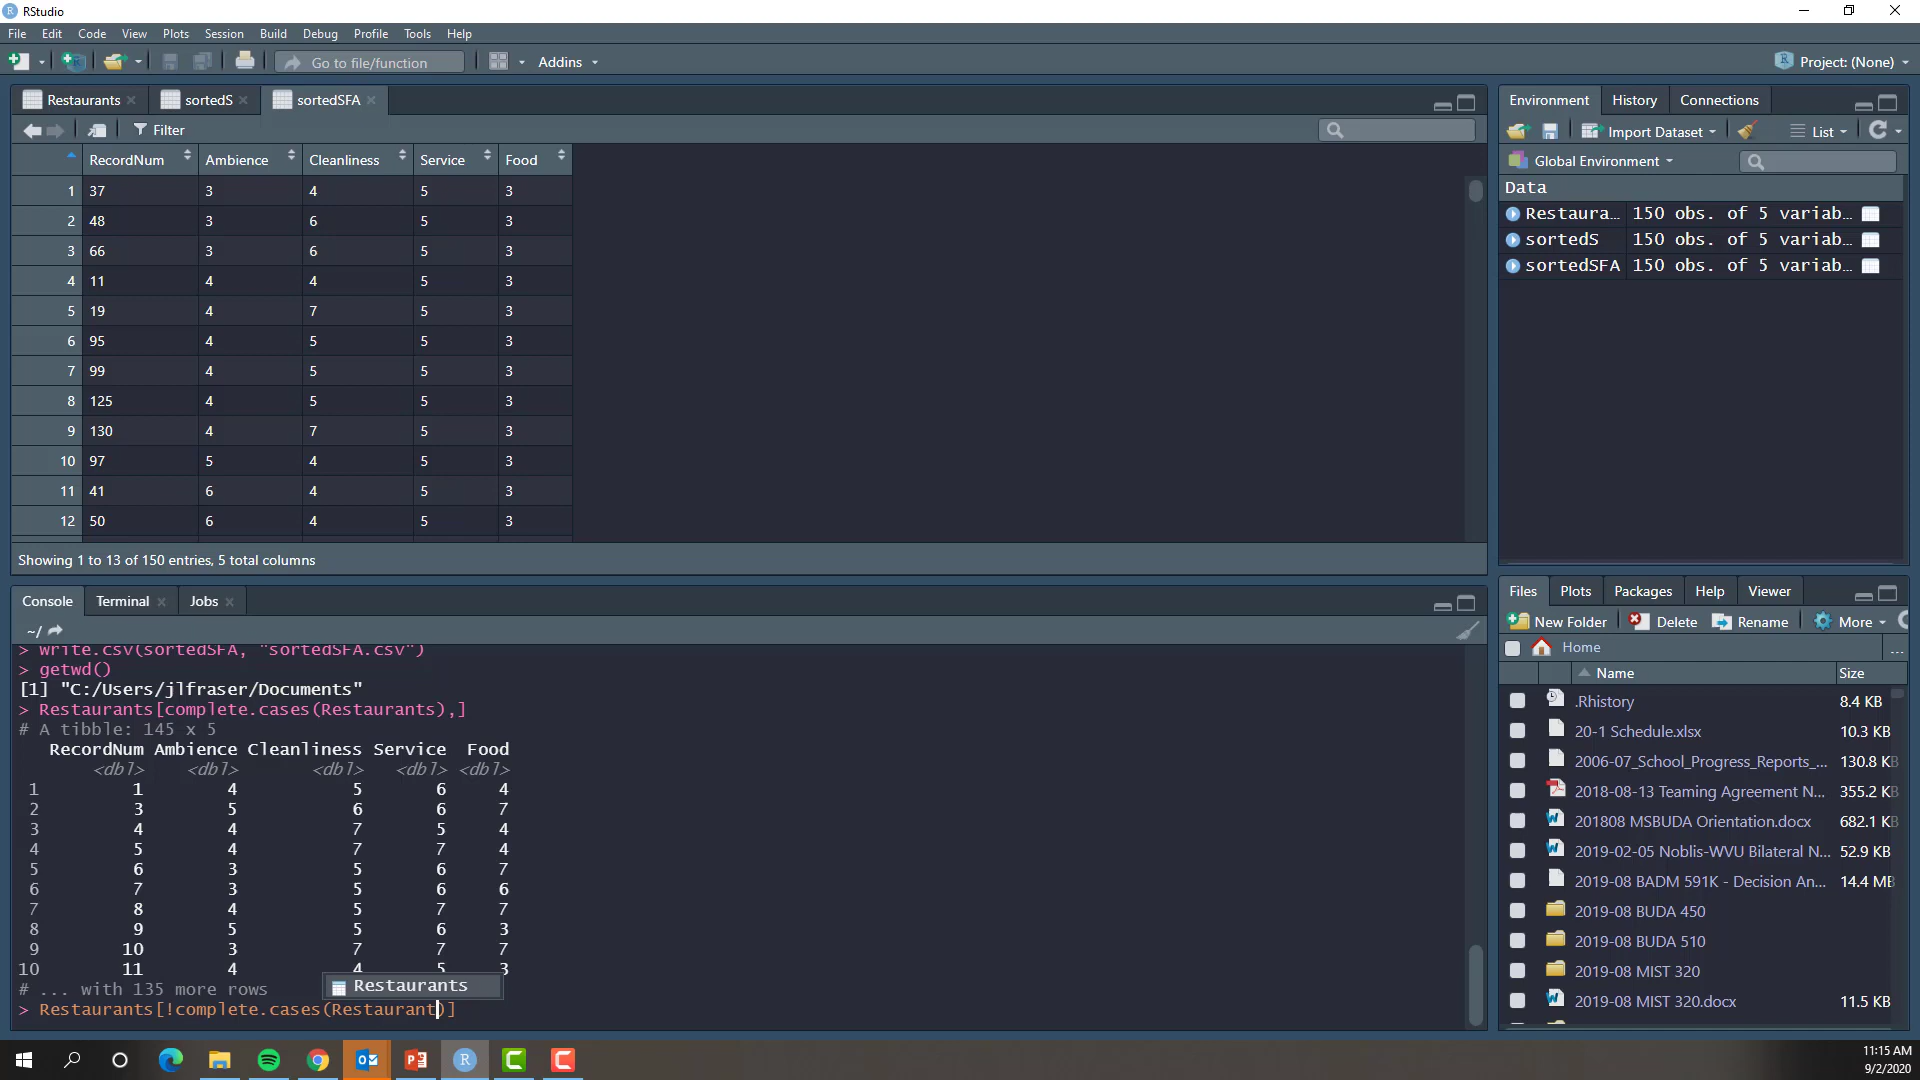 RStudio
File Edit Code View Plots Session Build Debug Profile Tools Help
Go to file/function Addins Project: (None)
Restaurants sortedS sortedSFA
Filter
RecordNum Ambience Cleanliness Service Food
1 37 3 4 5 3
2 48 3 6 5 3
3 66 3 6 5 3
4 11 4 4 5 3
5 19 4 7 5 3
6 95 4 5 5 3
7 99 4 5 5 3
8 125 4 5 5 3
9 130 4 7 5 3
10 97 5 4 5 3
11 41 6 4 5 3
12 50 6 4 5 3
Showing 1 to 13 of 150 entries, 5 total columns
Console Terminal Jobs
~/
> write.csv(sortedSFA, "sortedSFA.csv")
> getwd()
[1] "C:/Users/jlfraser/Documents"
> Restaurants[complete.cases(Restaurants),]
# A tibble: 145 x 5
RecordNum Ambience Cleanliness Service Food
<dbl> <dbl> <dbl> <dbl> <dbl>
1 1 4 5 6 4
2 3 5 6 6 7
3 4 4 7 5 4
4 5 4 7 7 4
5 6 3 5 6 7
6 7 3 5 6 6
7 8 4 5 7 7
8 9 5 5 6 3
9 10 3 7 7 7
10 11 4 4 5 3
# ... with 135 more rows
Restaurants
> Restaurants[!complete.cases(Restaurant)]
Environment History Connections
Import Dataset List
Global Environment
Data
Restaura… 150 obs. of 5 variab…
sortedS 150 obs. of 5 variab…
sortedSFA 150 obs. of 5 variab…
Files Plots Packages Help Viewer
New Folder Delete Rename More
Home ...
Name Size
.Rhistory 8.4 KB
20-1 Schedule.xlsx 10.3 KB
2006-07_School_Progress_Reports_... 130.8 KB
2018-08-13 Teaming Agreement N... 355.2 KB
201808 MSBUDA Orientation.docx 682.1 KB
2019-02-05 Noblis-WVU Bilateral N... 52.9 KB
2019-08 BADM 591K - Decision An... 14.4 MB
2019-08 BUDA 450
2019-08 BUDA 510
2019-08 MIST 320
2019-08 MIST 320.docx 11.5 KB
11:15 AM
9/2/2020